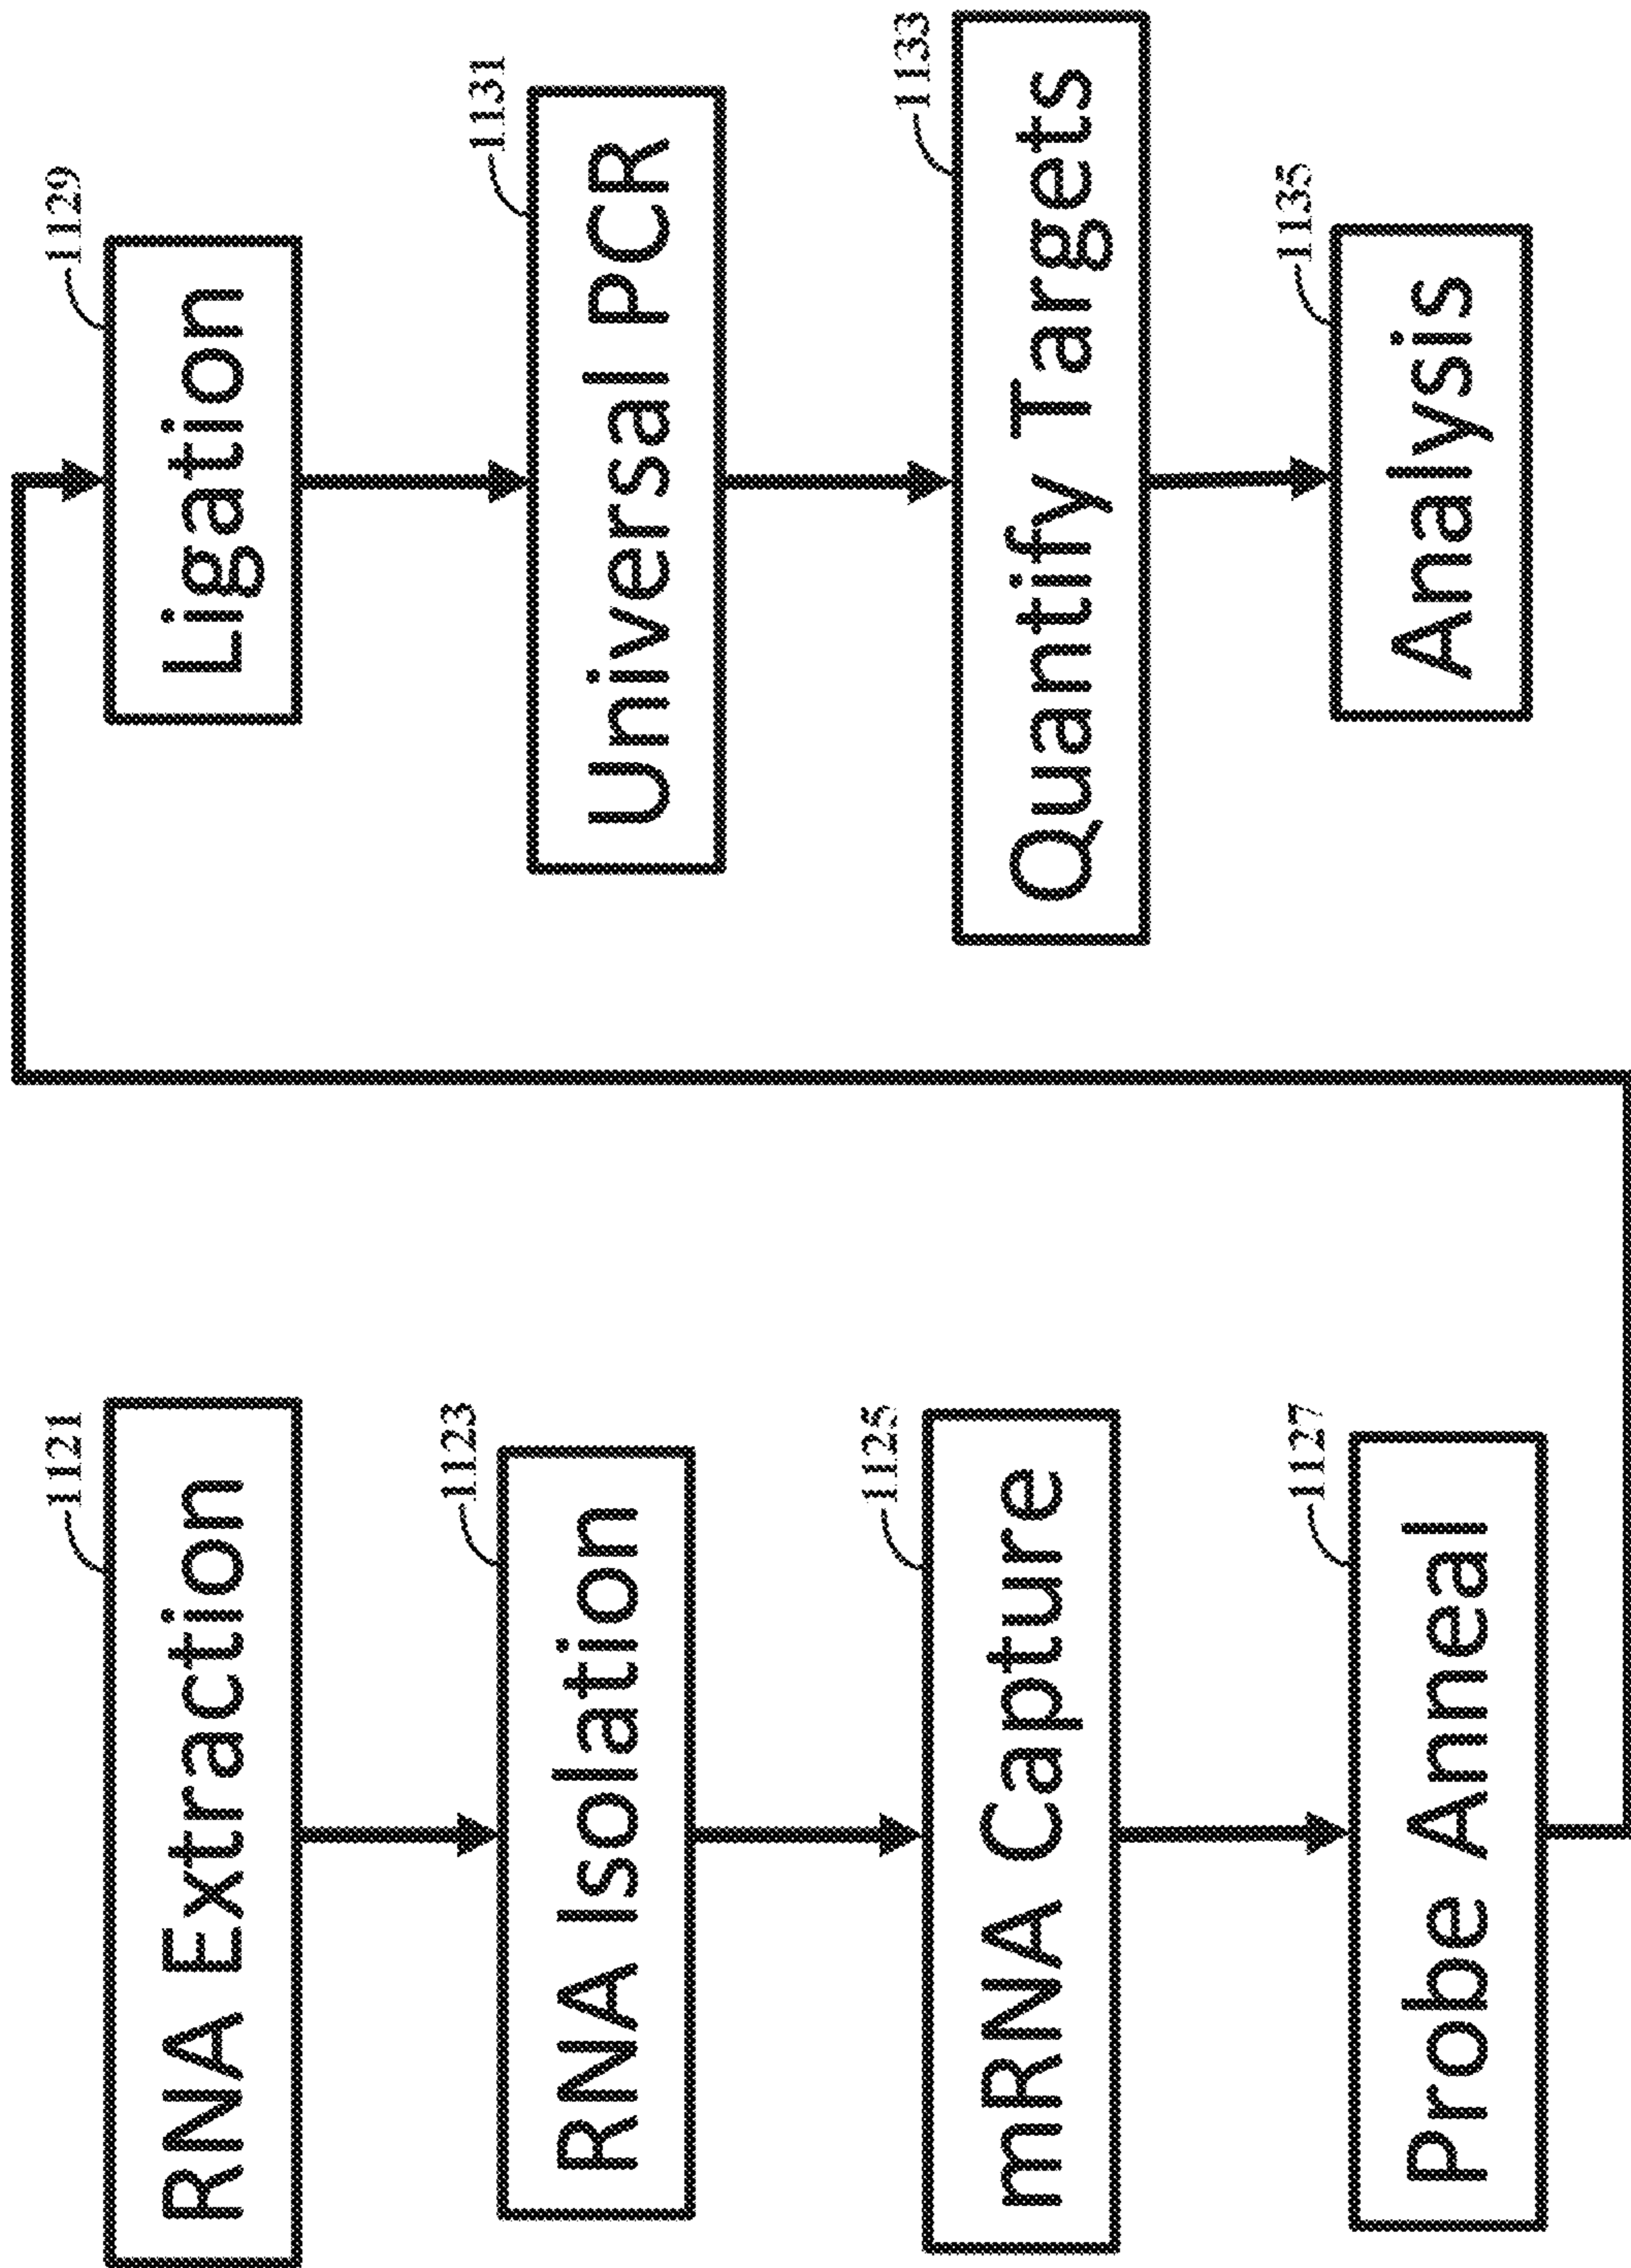 1121
RNA Extraction
1123
RNA Isolation
1125
mRNA Capture
1127
Probe Anneal
1129
Ligation
1131
Universal PCR
1133
Quantify Targets
1135
Analysis